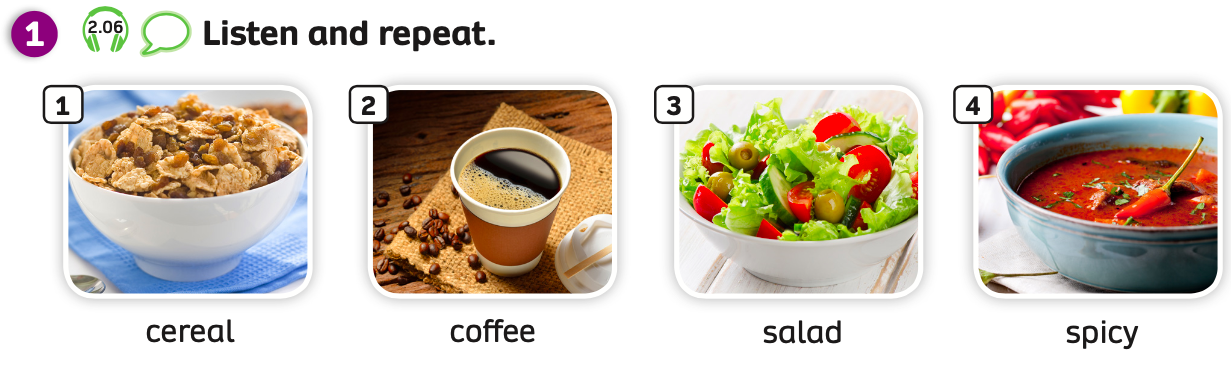 1 2.06 Listen and repeat.
1 2 3 4
cereal coffee salad spicy